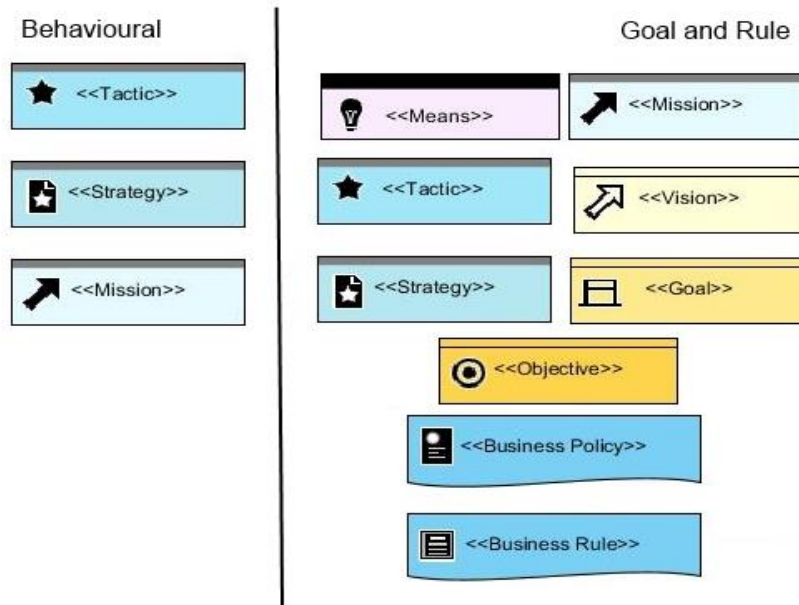 Behavioural
<<Tactic>>
<<Strategy>>
<<Mission>>
Goal and Rule
<<Means>>
<<Mission>>
<<Tactic>>
<<Vision>>
<<Strategy>>
<<Goal>>
<<Objective>>
<<Business Policy>>
<<Business Rule>>